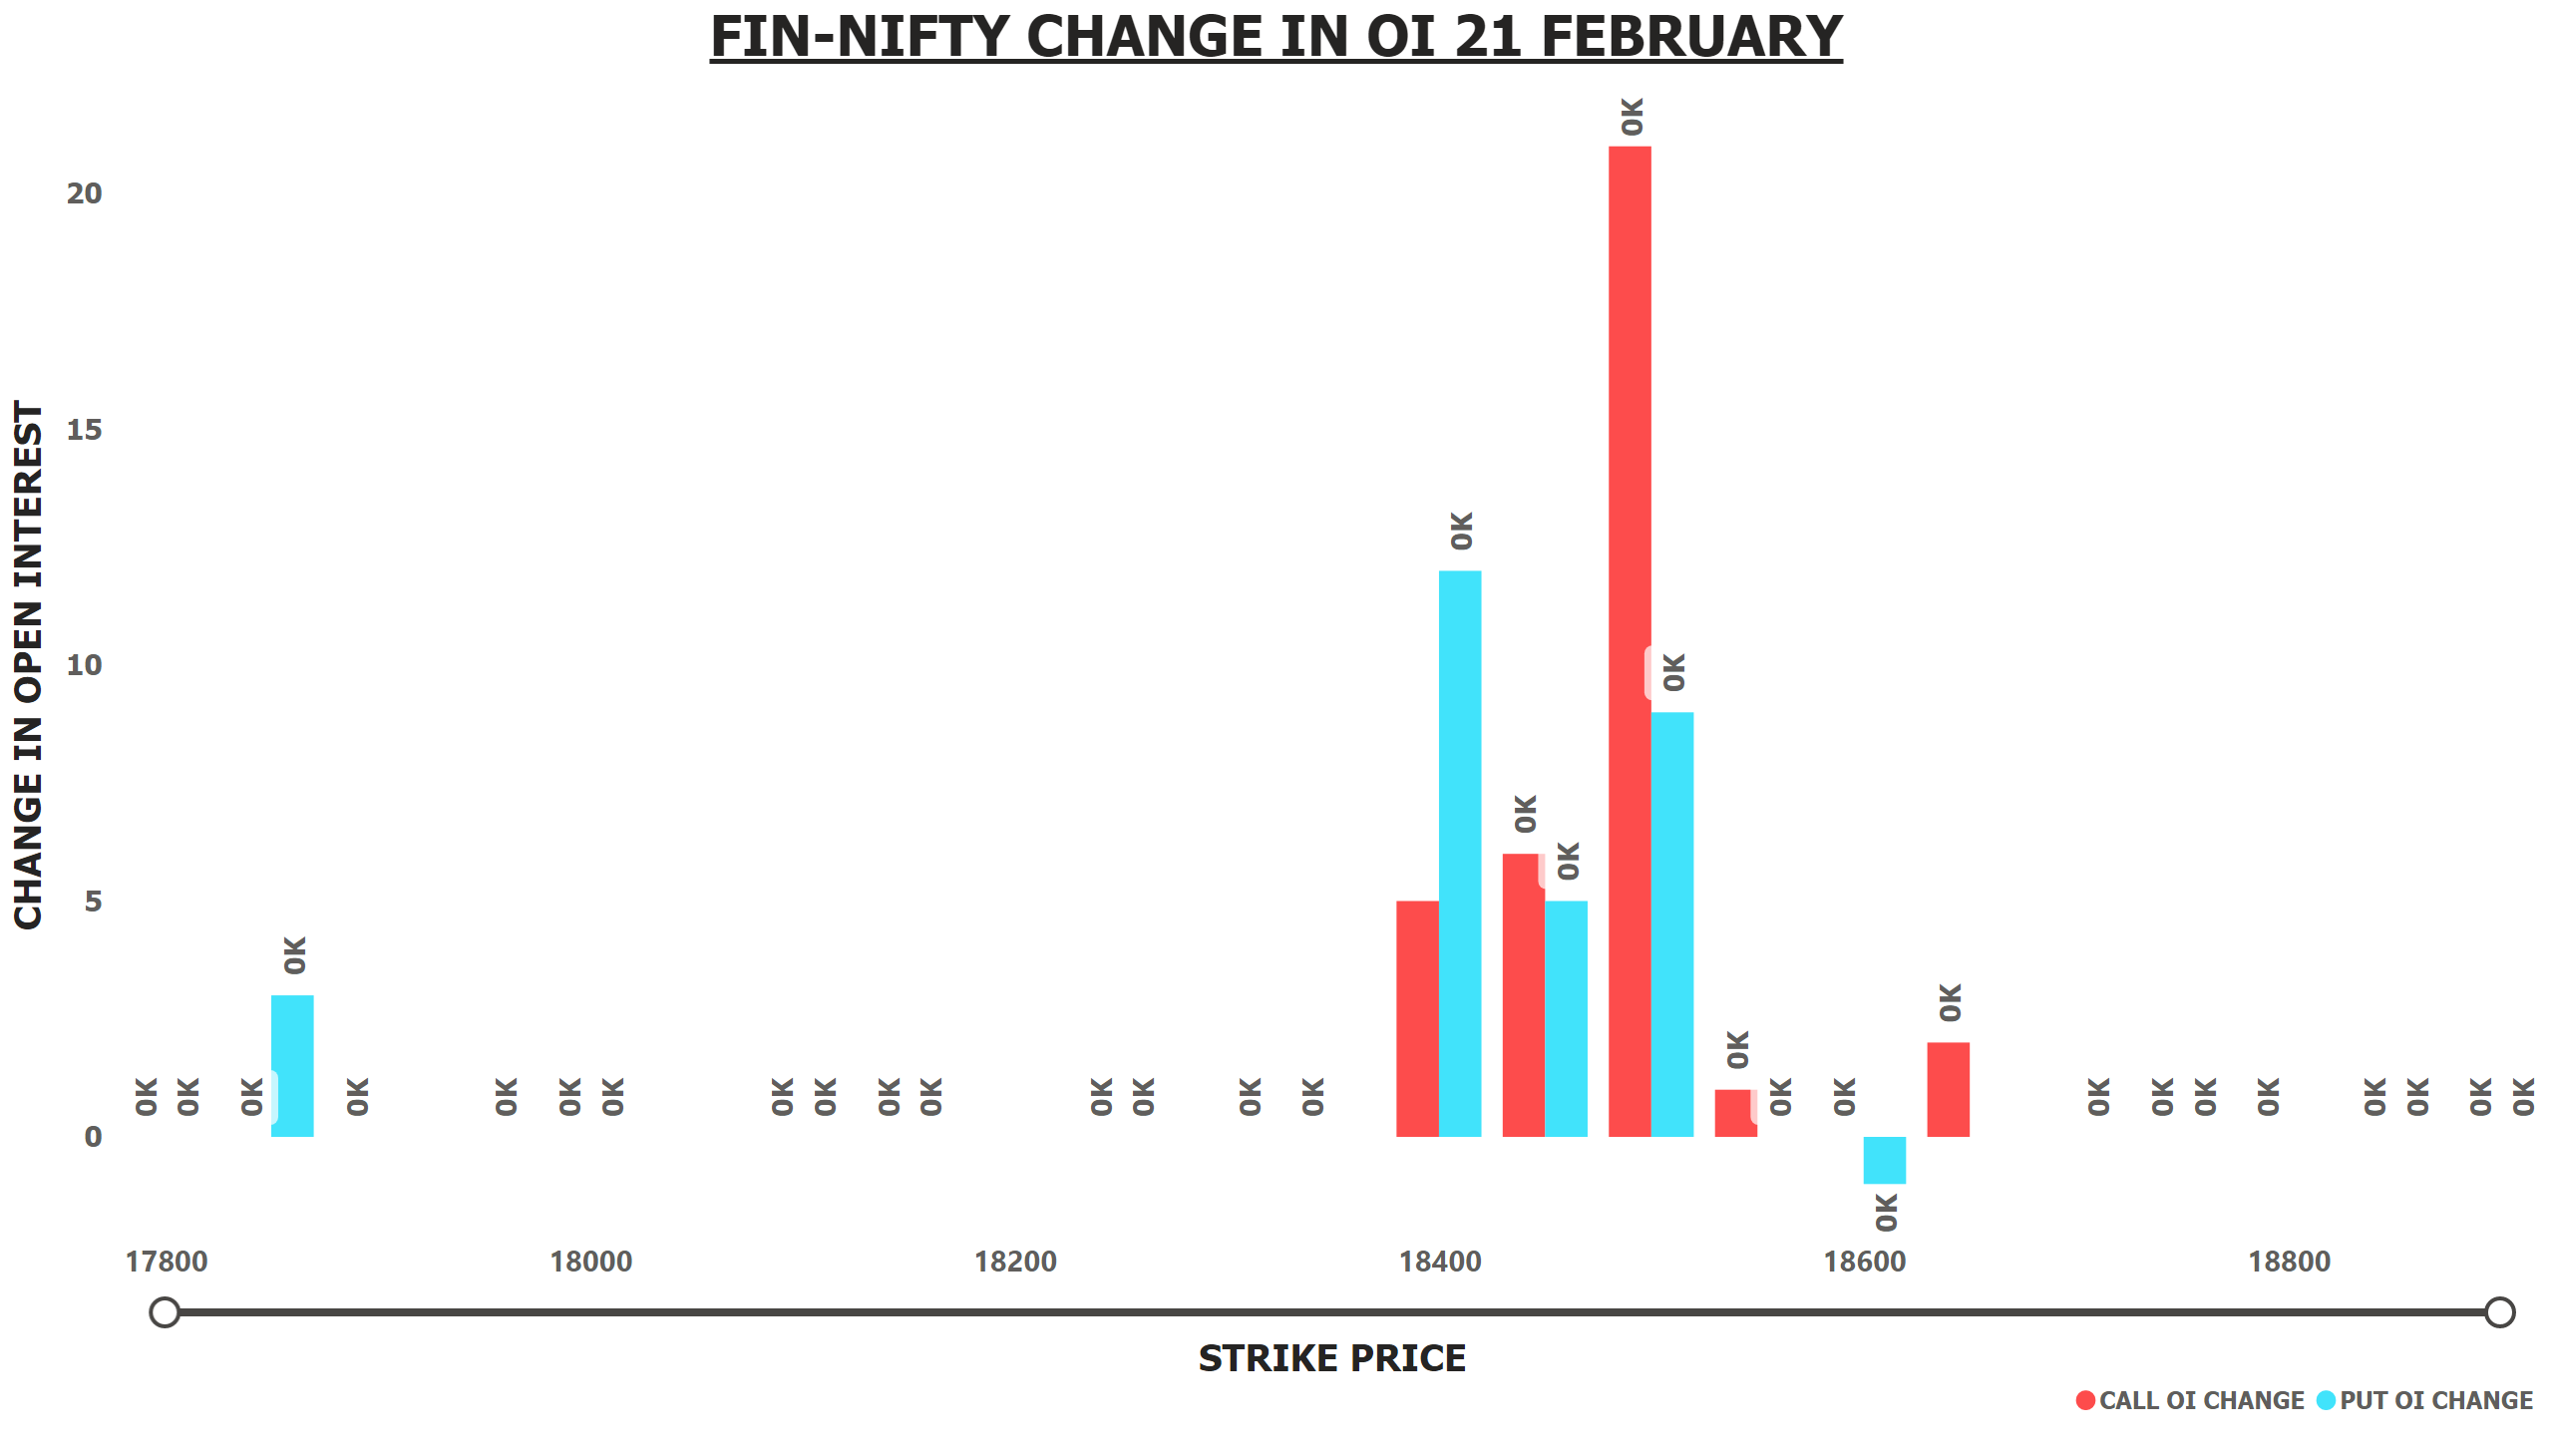 FIN-NIFTY CHANGE IN OI 21 FEBRUARY
CHANGE IN OPEN INTEREST
20
15
10
5
0
0K
0K
0K
0K
0K
0K
0K
0K
0K 0K 0K 0K 0K 0K 0K 0K 0K 0K 0K 0K 0K 0K 0K 0K 0K 0K 0K 0K 0K 0K 0K 0K 0K
0K
17800 18000 18200 18400 18600 18800
STRIKE PRICE
CALL OI CHANGE PUT OI CHANGE